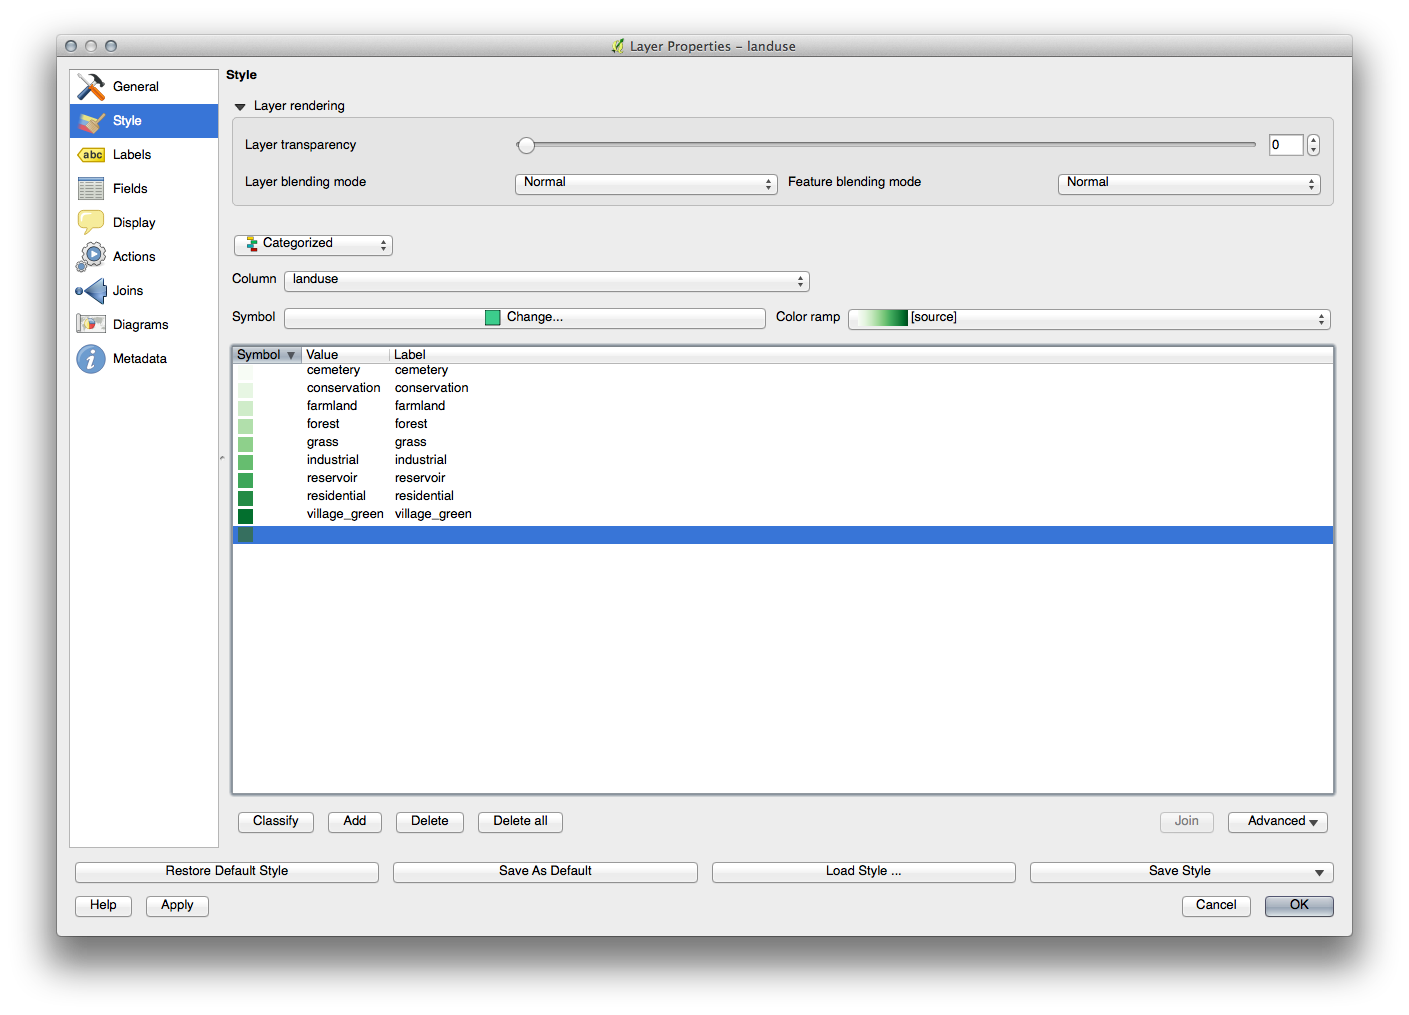 Layer Properties - landuse
General
Style
Labels
Fields
Display
Actions
Joins
Diagrams
Metadata
Style
Layer rendering
Layer transparency 0
Layer blending mode Normal Feature blending mode Normal
Categorized
Column landuse
Symbol Change... Color ramp [source]
Symbol Value Label
cemetery cemetery
conservation conservation
farmland farmland
forest forest
grass grass
industrial industrial
reservoir reservoir
residential residential
village_green village_green
Classify Add Delete Delete all Join Advanced
Restore Default Style Save As Default Load Style ... Save Style
Help Apply Cancel OK
abc